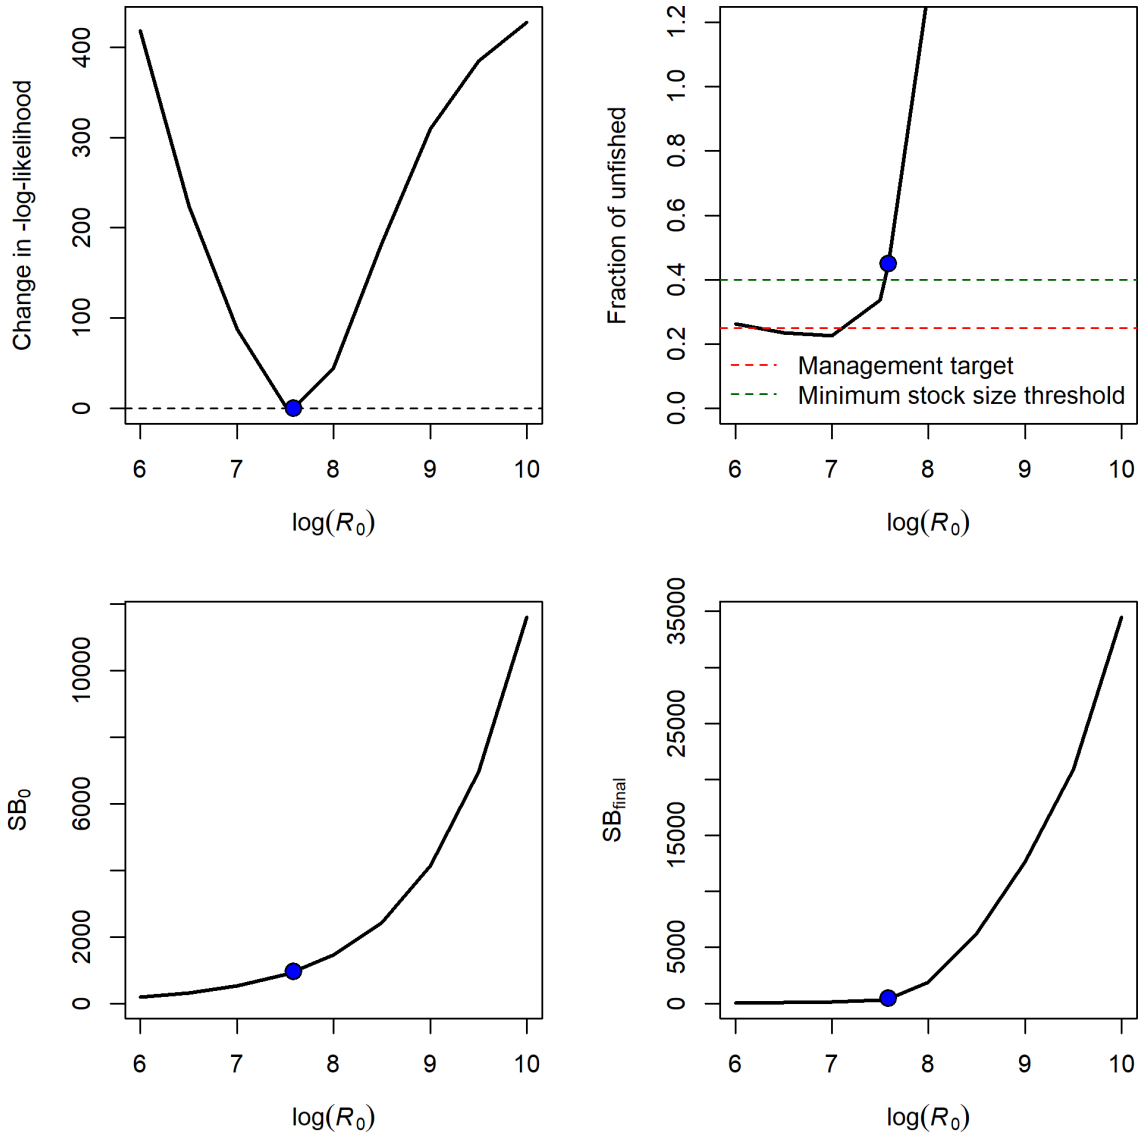 Change in -log-likelihood
0
100
200
300
400
6 7 8 9 10
log(R₀)
Fraction of unfished
0.0
0.2
0.4
0.6
0.8
1.0
1.2
Management target
Minimum stock size threshold
6 7 8 9 10
log(R₀)
SB₀
0
2000
6000
10000
6 7 8 9 10
log(R₀)
SBfinal
0
5000
15000
25000
35000
6 7 8 9 10
log(R₀)